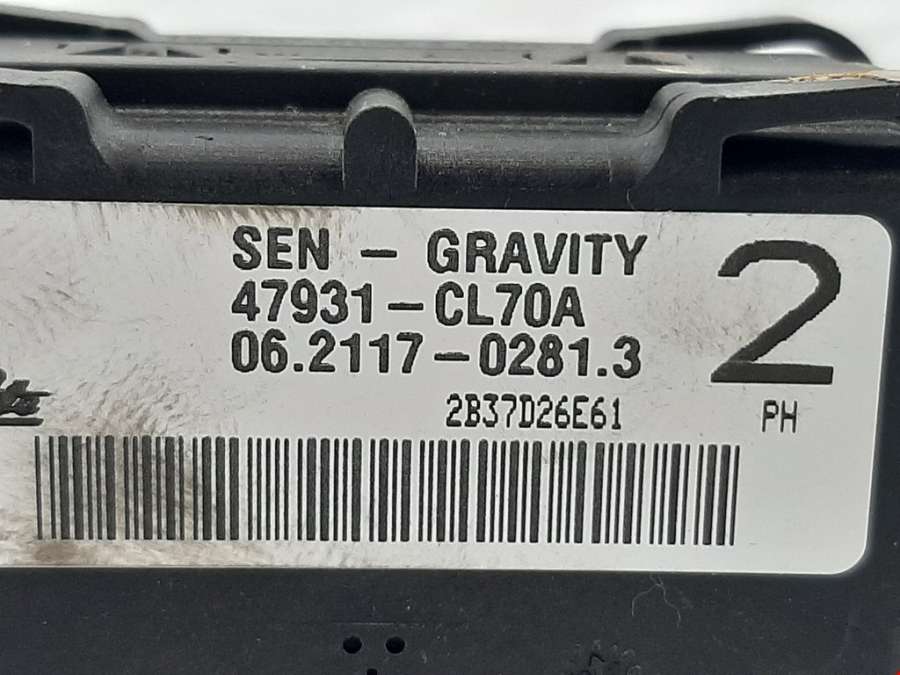 SEN - GRAVITY
47931-CL70A
06.2117-0281.3
2
2B37D26E61
PH